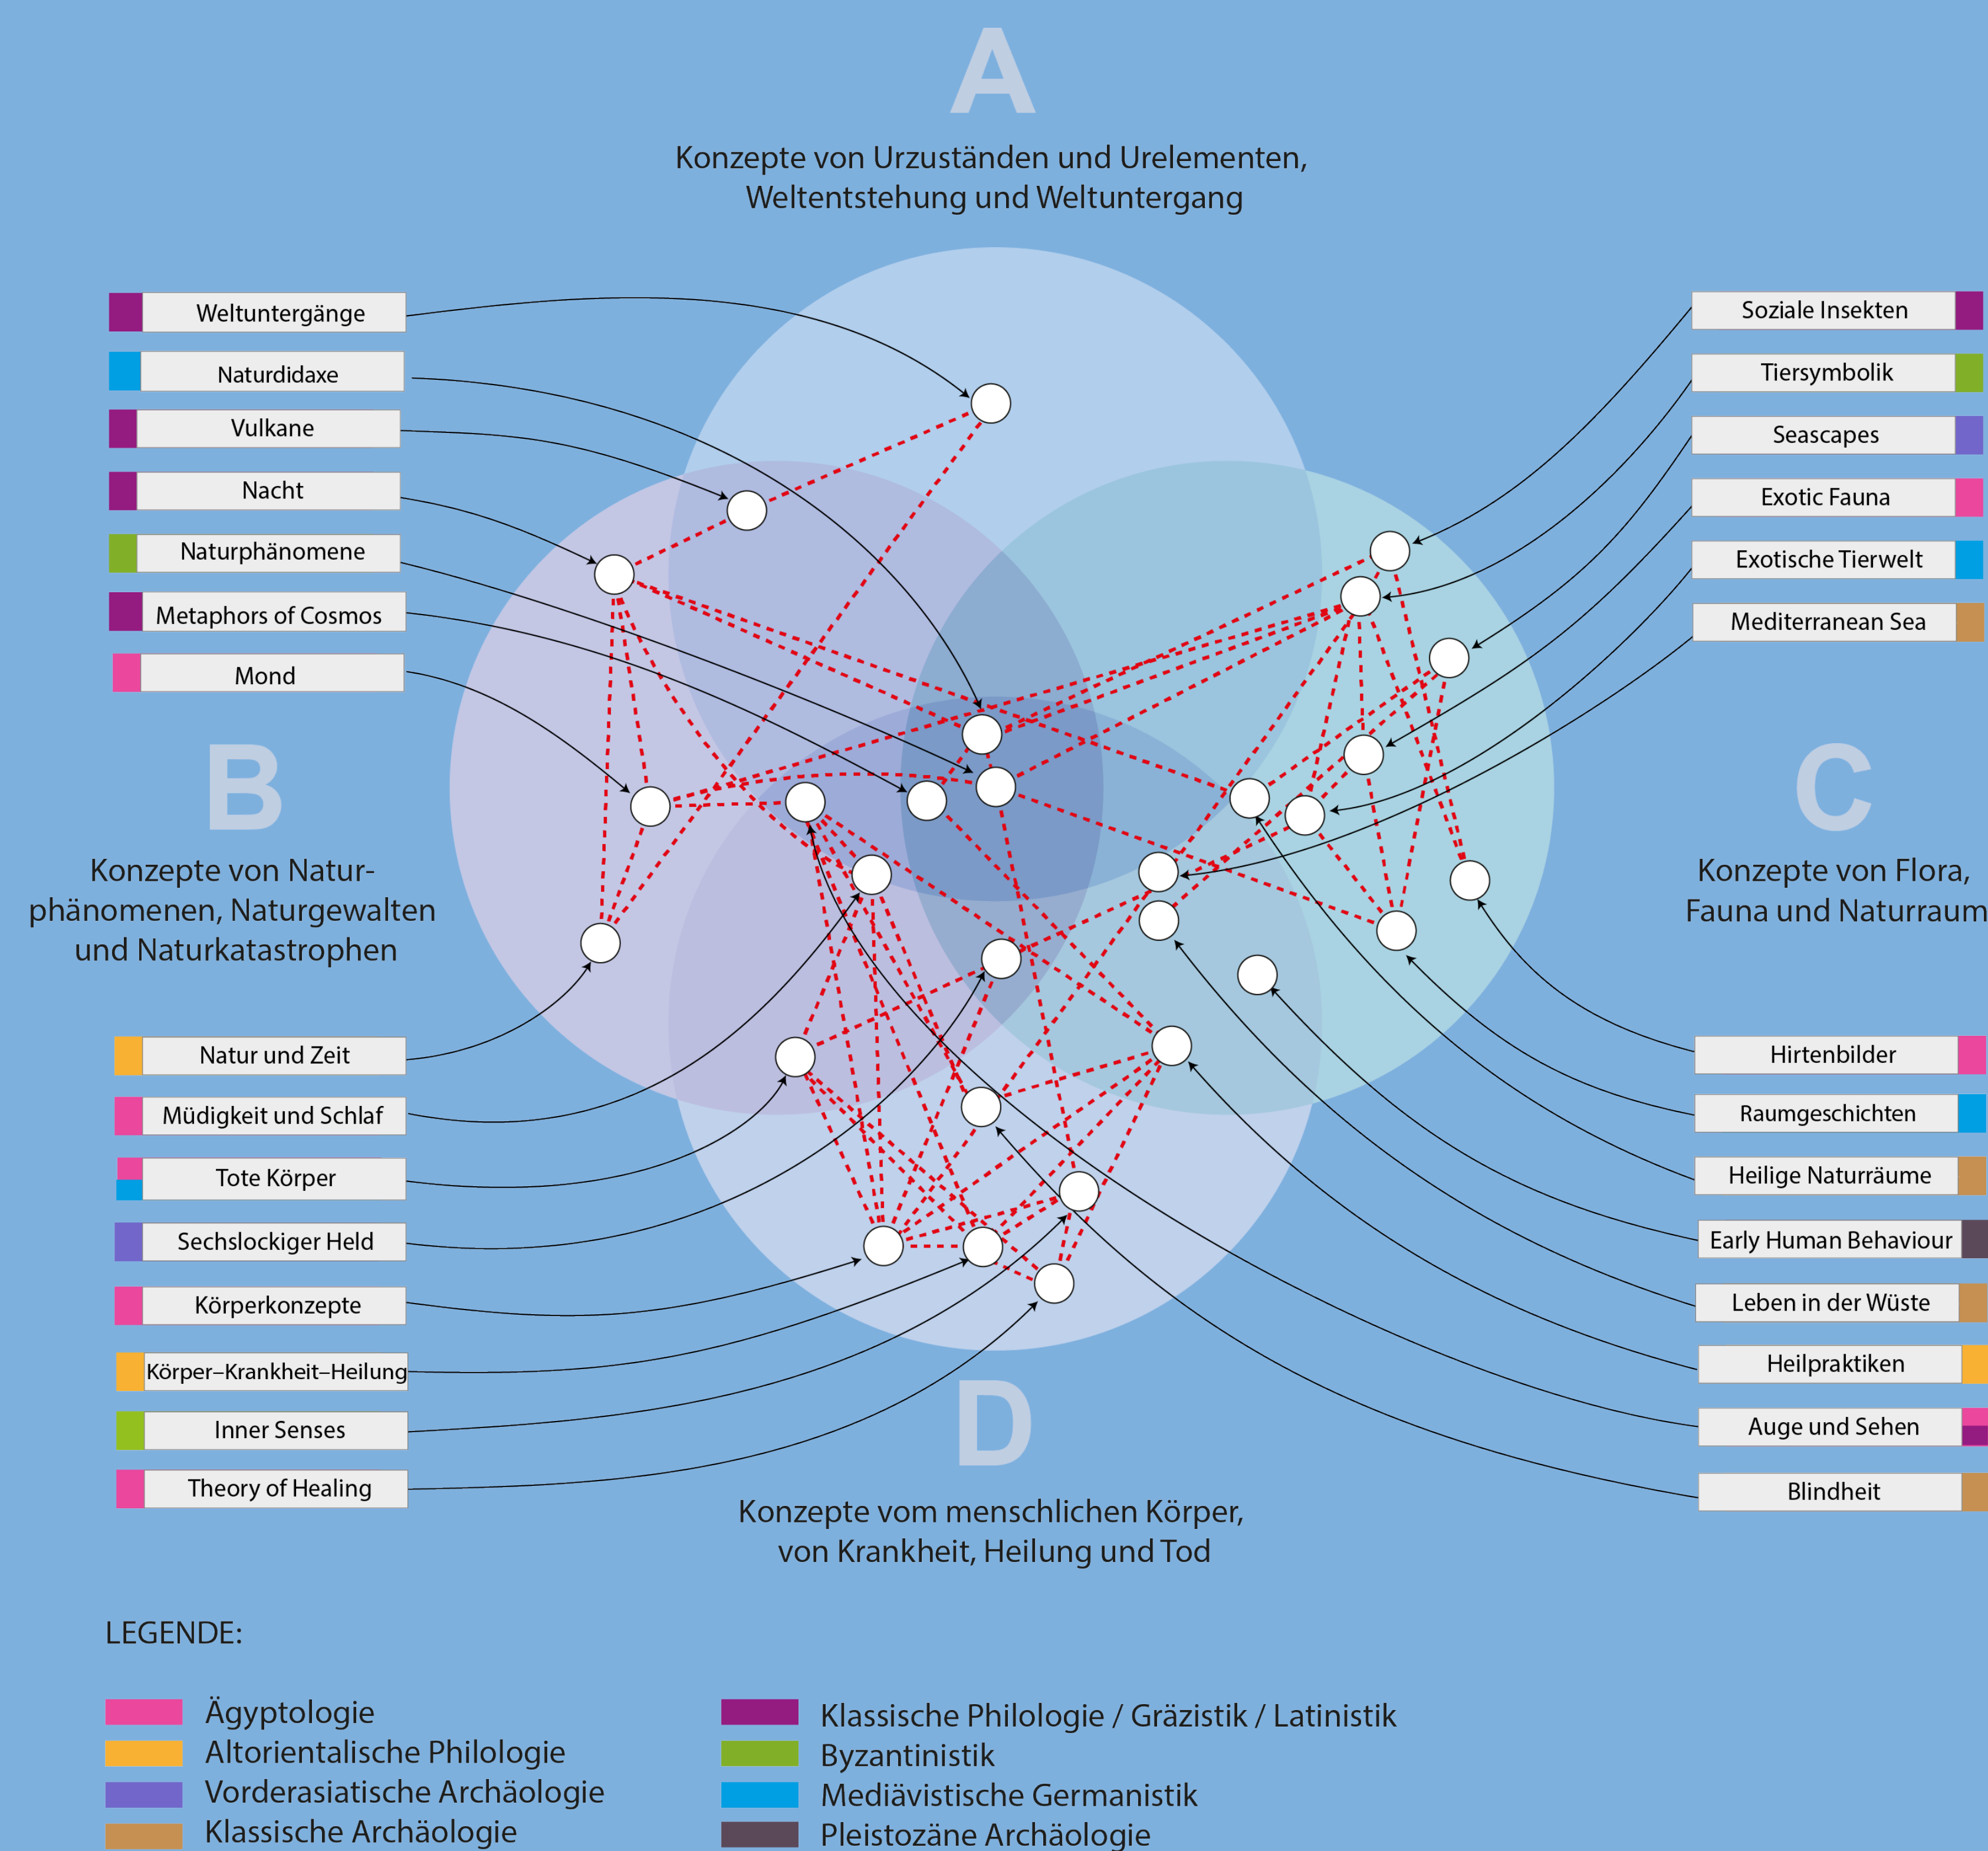 A
Konzepte von Urzuständen und Urelementen,
Weltentstehung und Weltuntergang
Weltuntergänge
Naturdidaxe
Vulkane
Nacht
Naturphänomene
Metaphors of Cosmos
Mond
Soziale Insekten
Tiersymbolik
Seascapes
Exotic Fauna
Exotische Tierwelt
Mediterranean Sea
B
Konzepte von Natur-
phänomenen, Naturgewalten
und Naturkatastrophen
C
Konzepte von Flora,
Fauna und Naturraum
Natur und Zeit
Müdigkeit und Schlaf
Tote Körper
Sechslockiger Held
Körperkonzepte
Körper–Krankheit–Heilung
Inner Senses
Theory of Healing
Hirtenbilder
Raumgeschichten
Heilige Naturräume
Early Human Behaviour
Leben in der Wüste
Heilpraktiken
Auge und Sehen
Blindheit
D
Konzepte vom menschlichen Körper,
von Krankheit, Heilung und Tod
LEGENDE:
Ägyptologie
Altorientalische Philologie
Vorderasiatische Archäologie
Klassische Archäologie
Klassische Philologie / Gräzistik / Latinistik
Byzantinistik
Mediävistische Germanistik
Pleistozäne Archäologie